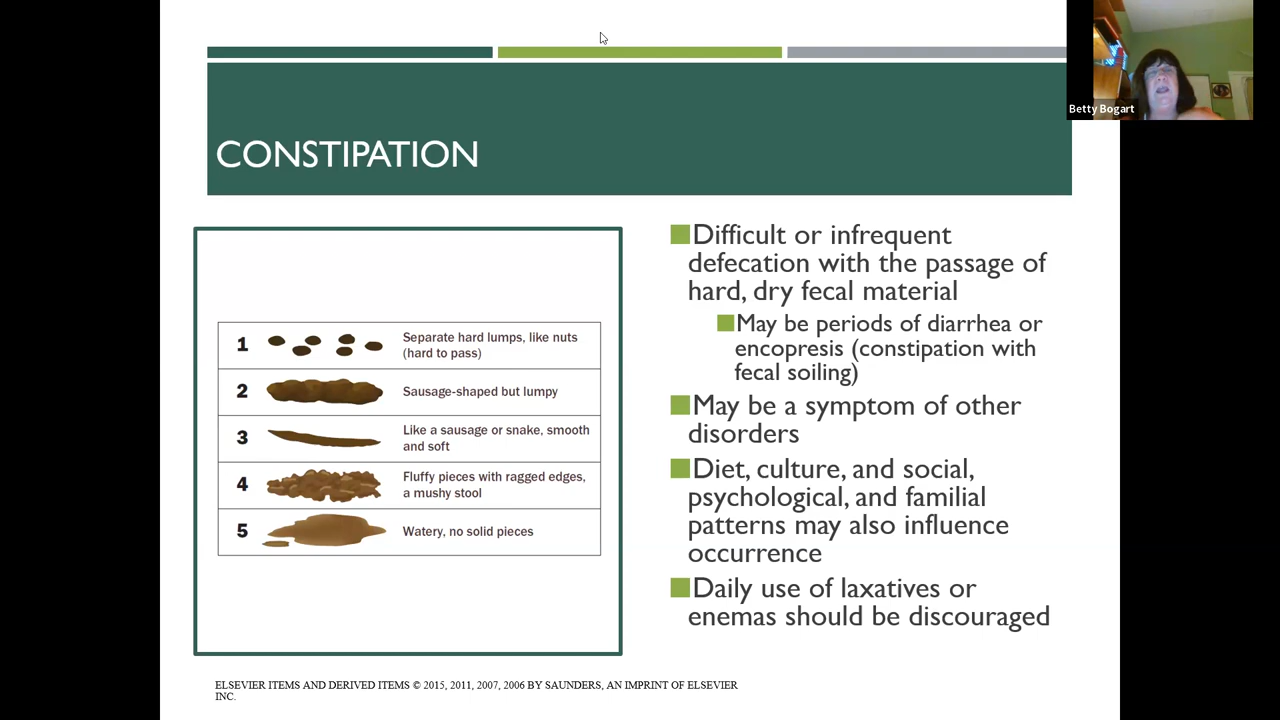 Betty Bogart
CONSTIPATION
1 Separate hard lumps, like nuts
(hard to pass)
2 Sausage-shaped but lumpy
3 Like a sausage or snake, smooth
and soft
4 Fluffy pieces with ragged edges,
a mushy stool
5 Watery, no solid pieces
Difficult or infrequent
defecation with the passage of
hard, dry fecal material
May be periods of diarrhea or
encopresis (constipation with
fecal soiling)
May be a symptom of other
disorders
Diet, culture, and social,
psychological, and familial
patterns may also influence
occurrence
Daily use of laxatives or
enemas should be discouraged
ELSEVIER ITEMS AND DERIVED ITEMS © 2015, 2011, 2007, 2006 BY SAUNDERS, AN IMPRINT OF ELSEVIER
INC.